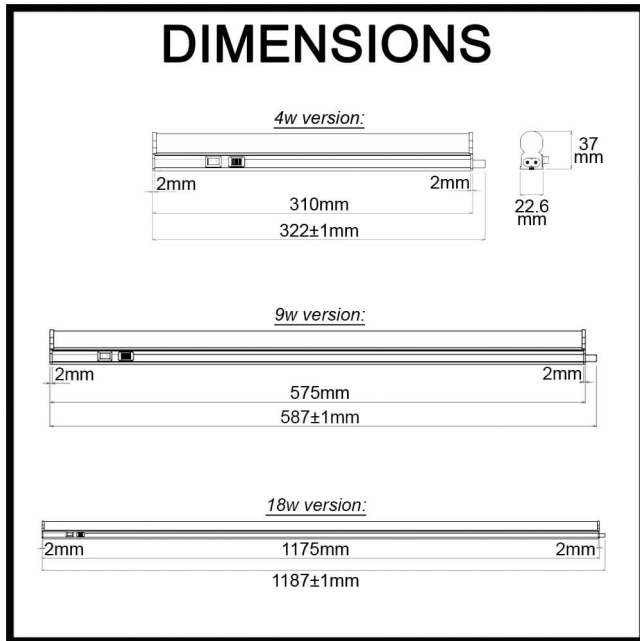 DIMENSIONS
4w version:
37
mm
2mm
2mm
310mm
22.6
mm
322±1mm
9w version:
2mm
2mm
575mm
587±1mm
18w version:
2mm
1175mm
2mm
1187±1mm